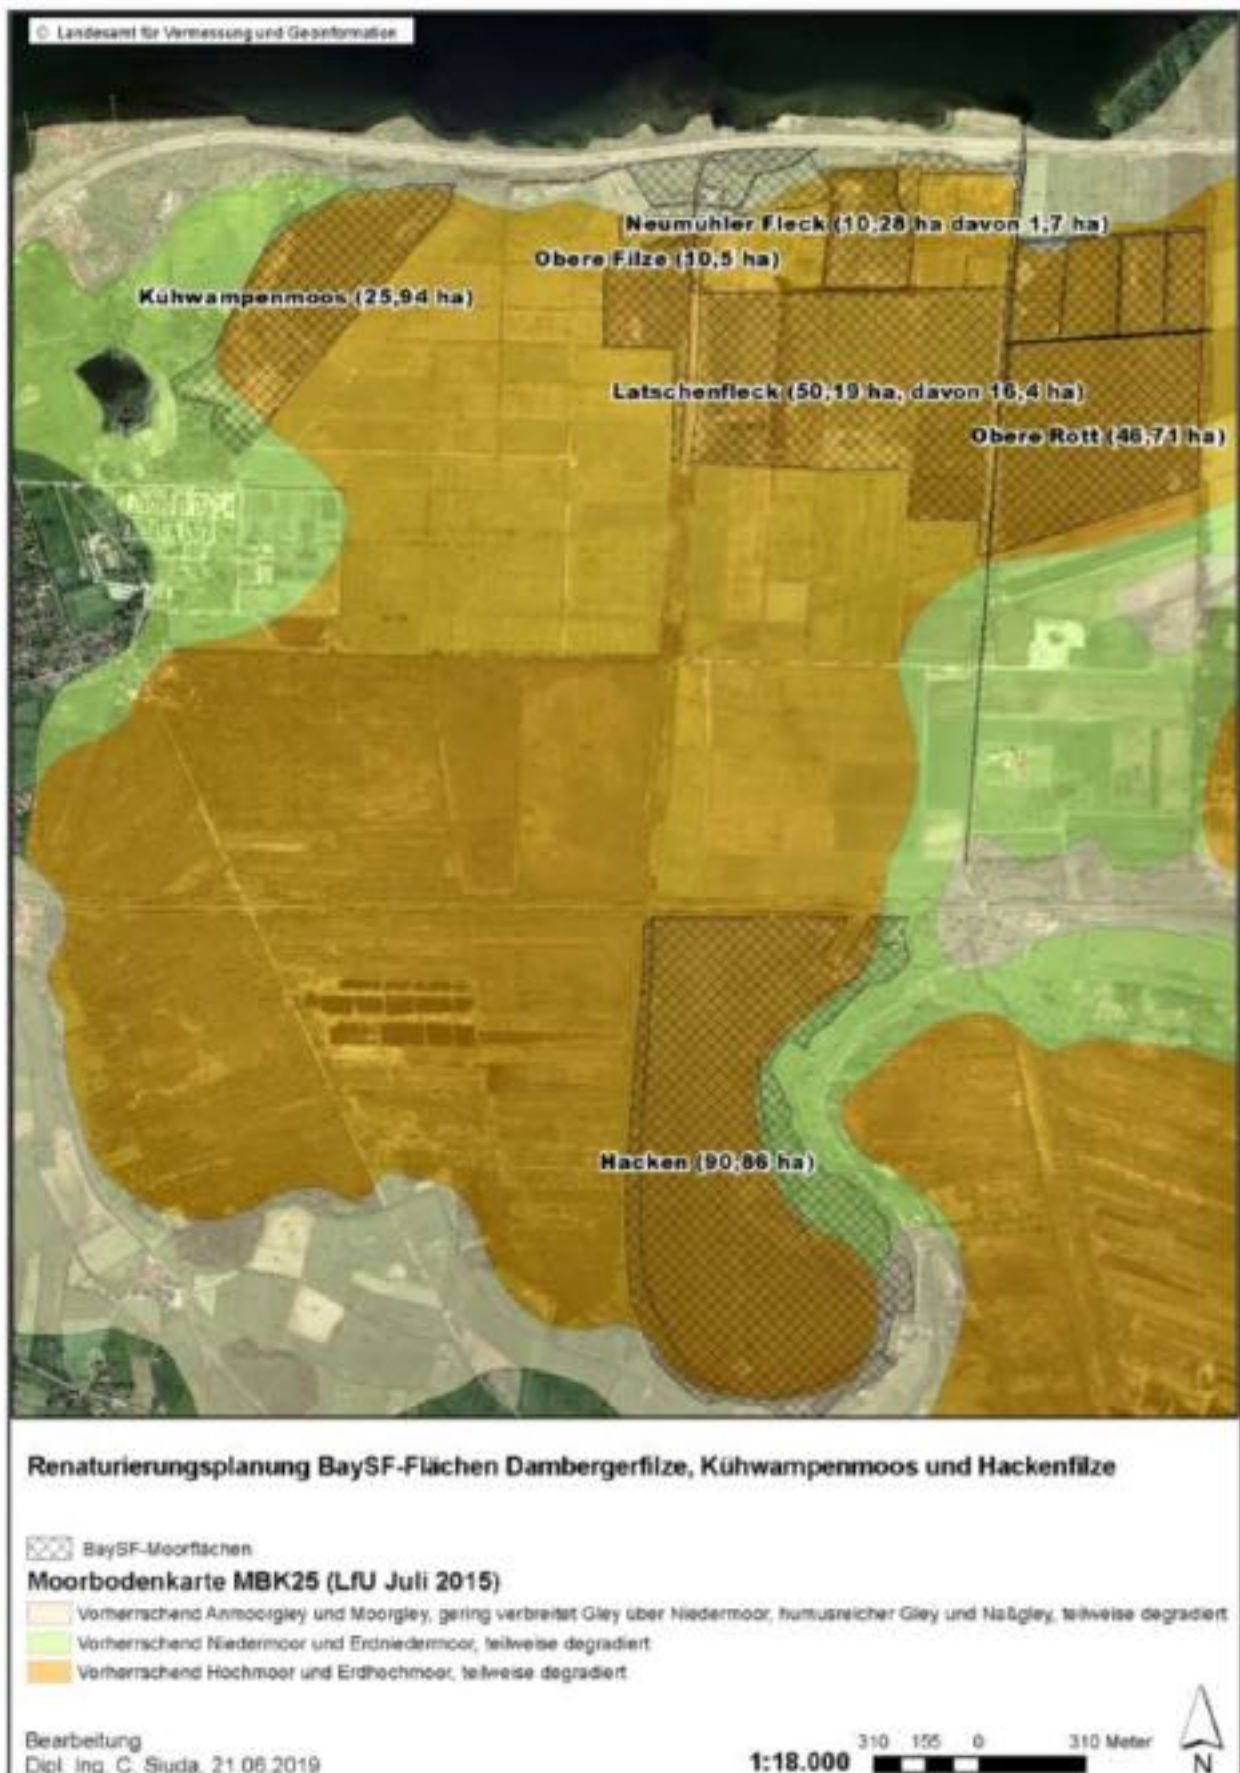 © Landesamt für Vermessung und Geoinformation
Neumühler Fleck (10,28 ha davon 1,7 ha)
Obere Filze (10,5 ha)
Kühwampenmoos (25,94 ha)
Latschenfleck (50,19 ha, davon 16,4 ha)
Obere Rott (46,71 ha)
Hacken (90,86 ha)
Renaturierungsplanung BaySF-Flächen Dambergerfilze, Kühwampenmoos und Hackenfilze
BaySF-Moorflächen
Moorbodenkarte MBK25 (LfU Juli 2015)
Vorherrschend Anmoorgley und Moorgley, gering verbreitet Gley über Niedermoor, humusreicher Gley und Naßgley, teilweise degradiert
Vorherrschend Niedermoor und Erdniedermoor, teilweise degradiert
Vorherrschend Hochmoor und Erdhochmoor, teilweise degradiert
Bearbeitung
Dipl. Ing. C. Siuda, 21.06.2019
310 155 0 310 Meter
1:18.000
N